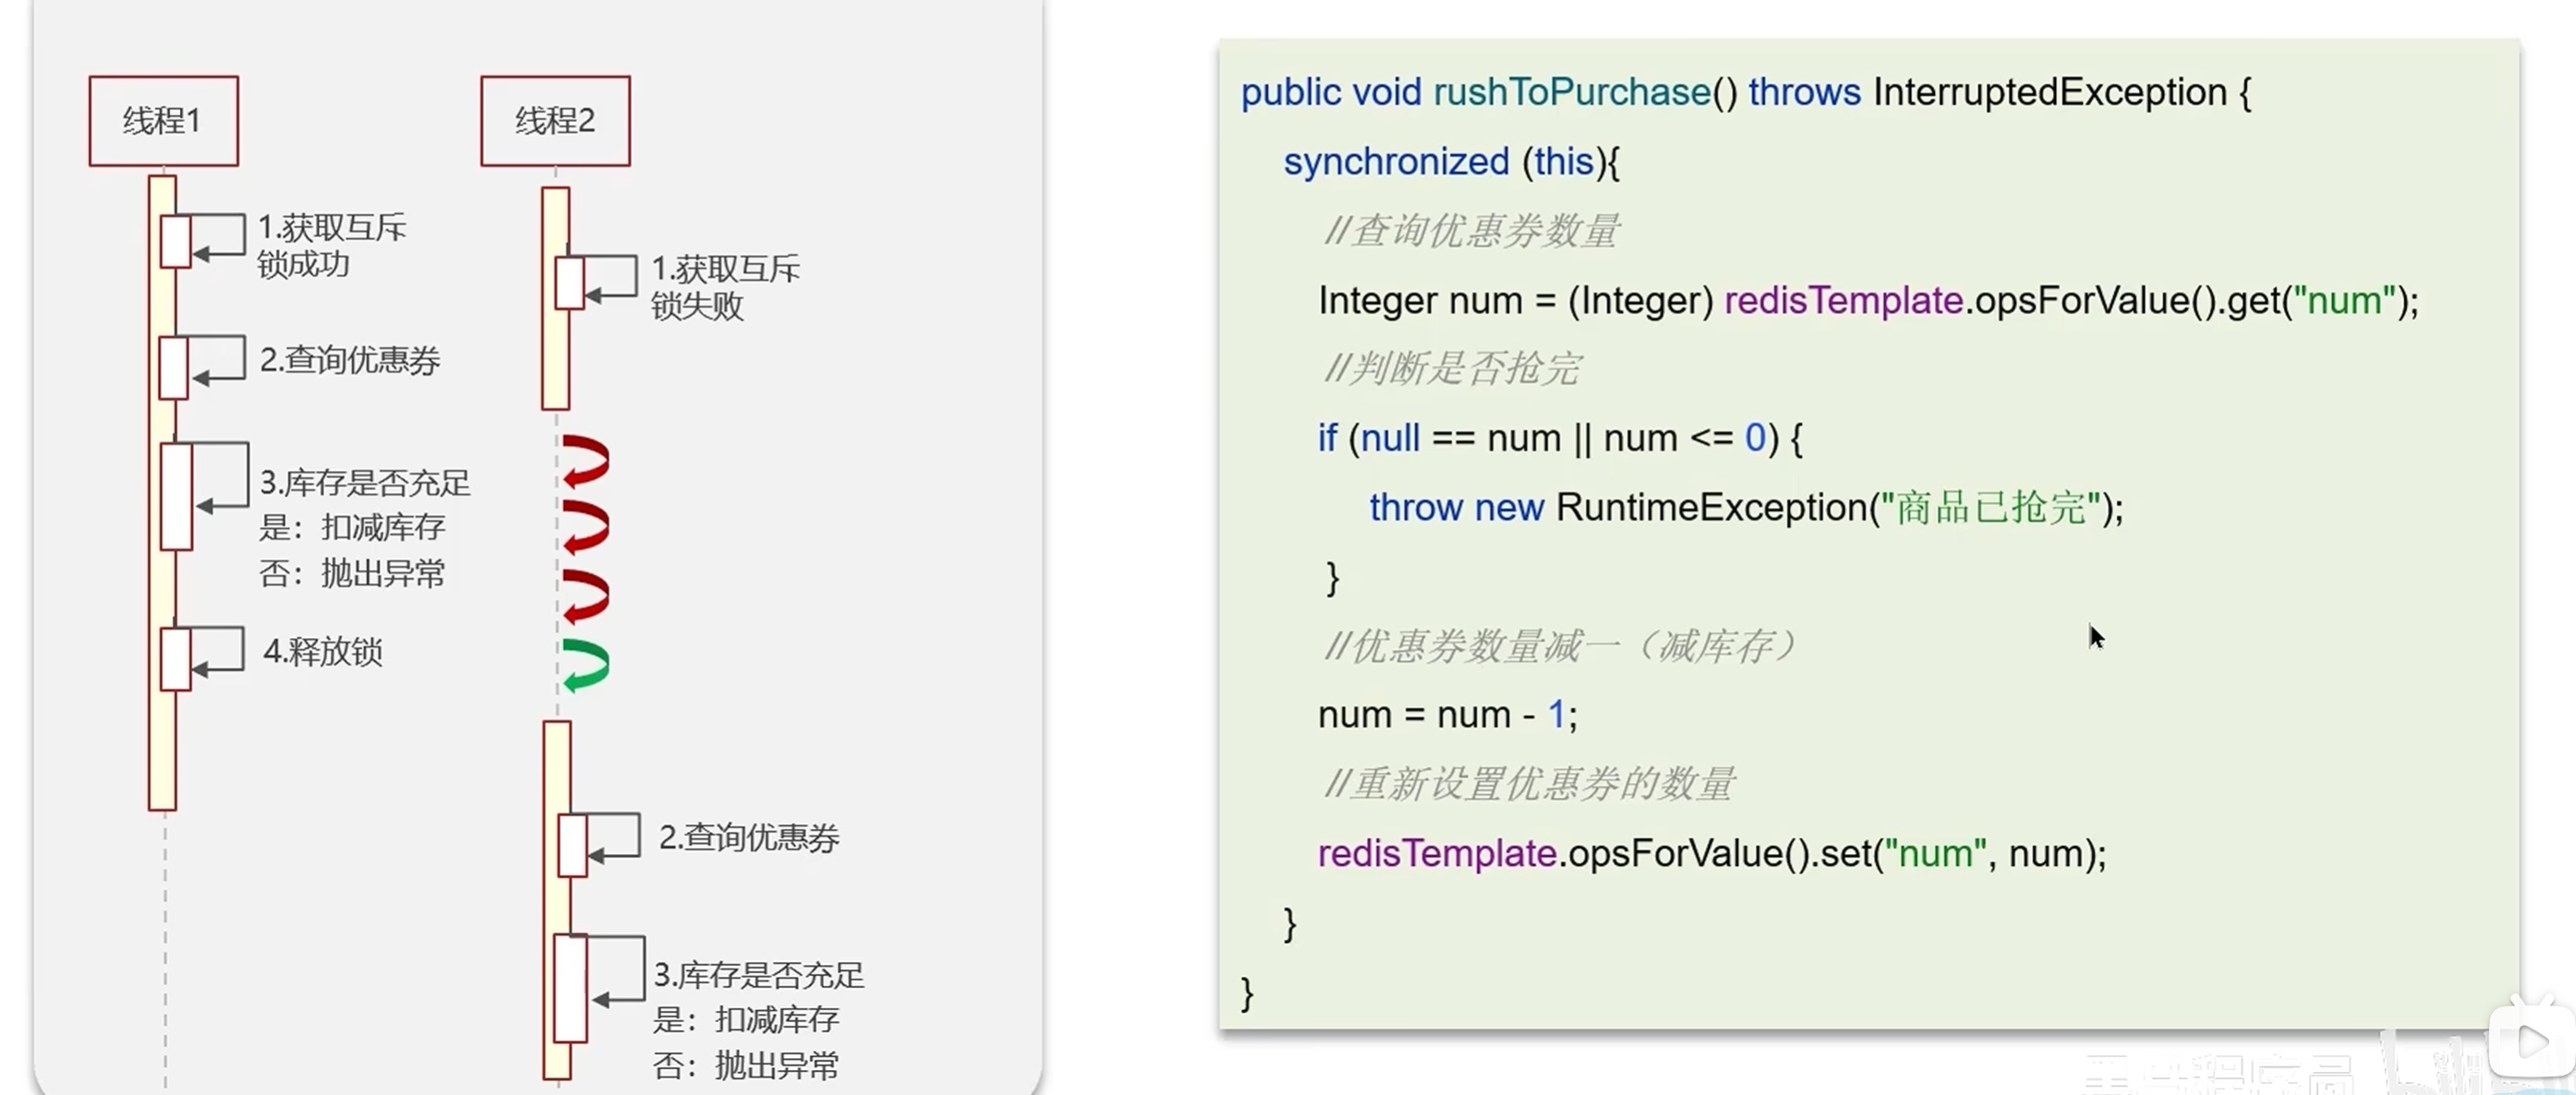 线程1
1.获取互斥
锁成功
2.查询优惠券
3.库存是否充足
是：扣减库存
否：抛出异常
4.释放锁
线程2
1.获取互斥
锁失败
2.查询优惠券
3.库存是否充足
是：扣减库存
否：抛出异常
public void rushToPurchase() throws InterruptedException {
synchronized (this){
//查询优惠券数量
Integer num = (Integer) redisTemplate.opsForValue().get("num");
//判断是否抢完
if (null == num || num <= 0) {
throw new RuntimeException("商品已抢完");
}
//优惠券数量减一（减库存）
num = num - 1;
//重新设置优惠券的数量
redisTemplate.opsForValue().set("num", num);
}
}